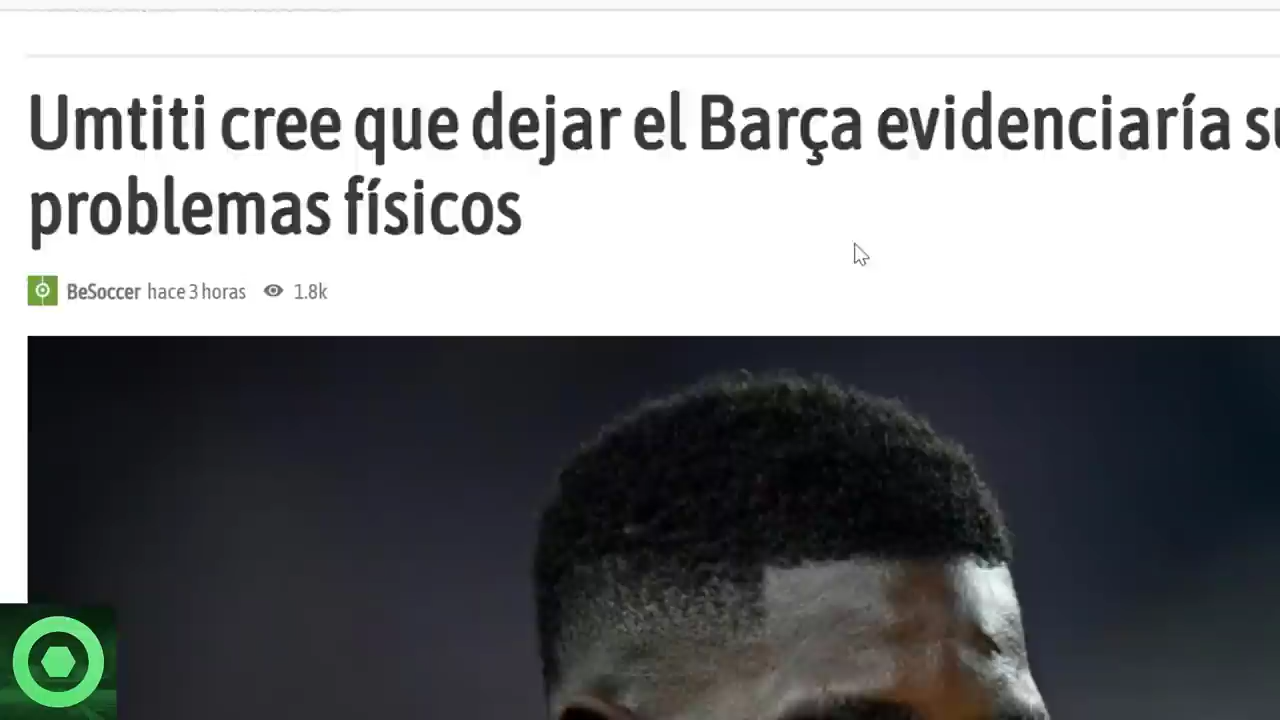 Umtiti cree que dejar el Barça evidenciaría
problemas físicos
BeSoccer hace 3 horas 1.8k